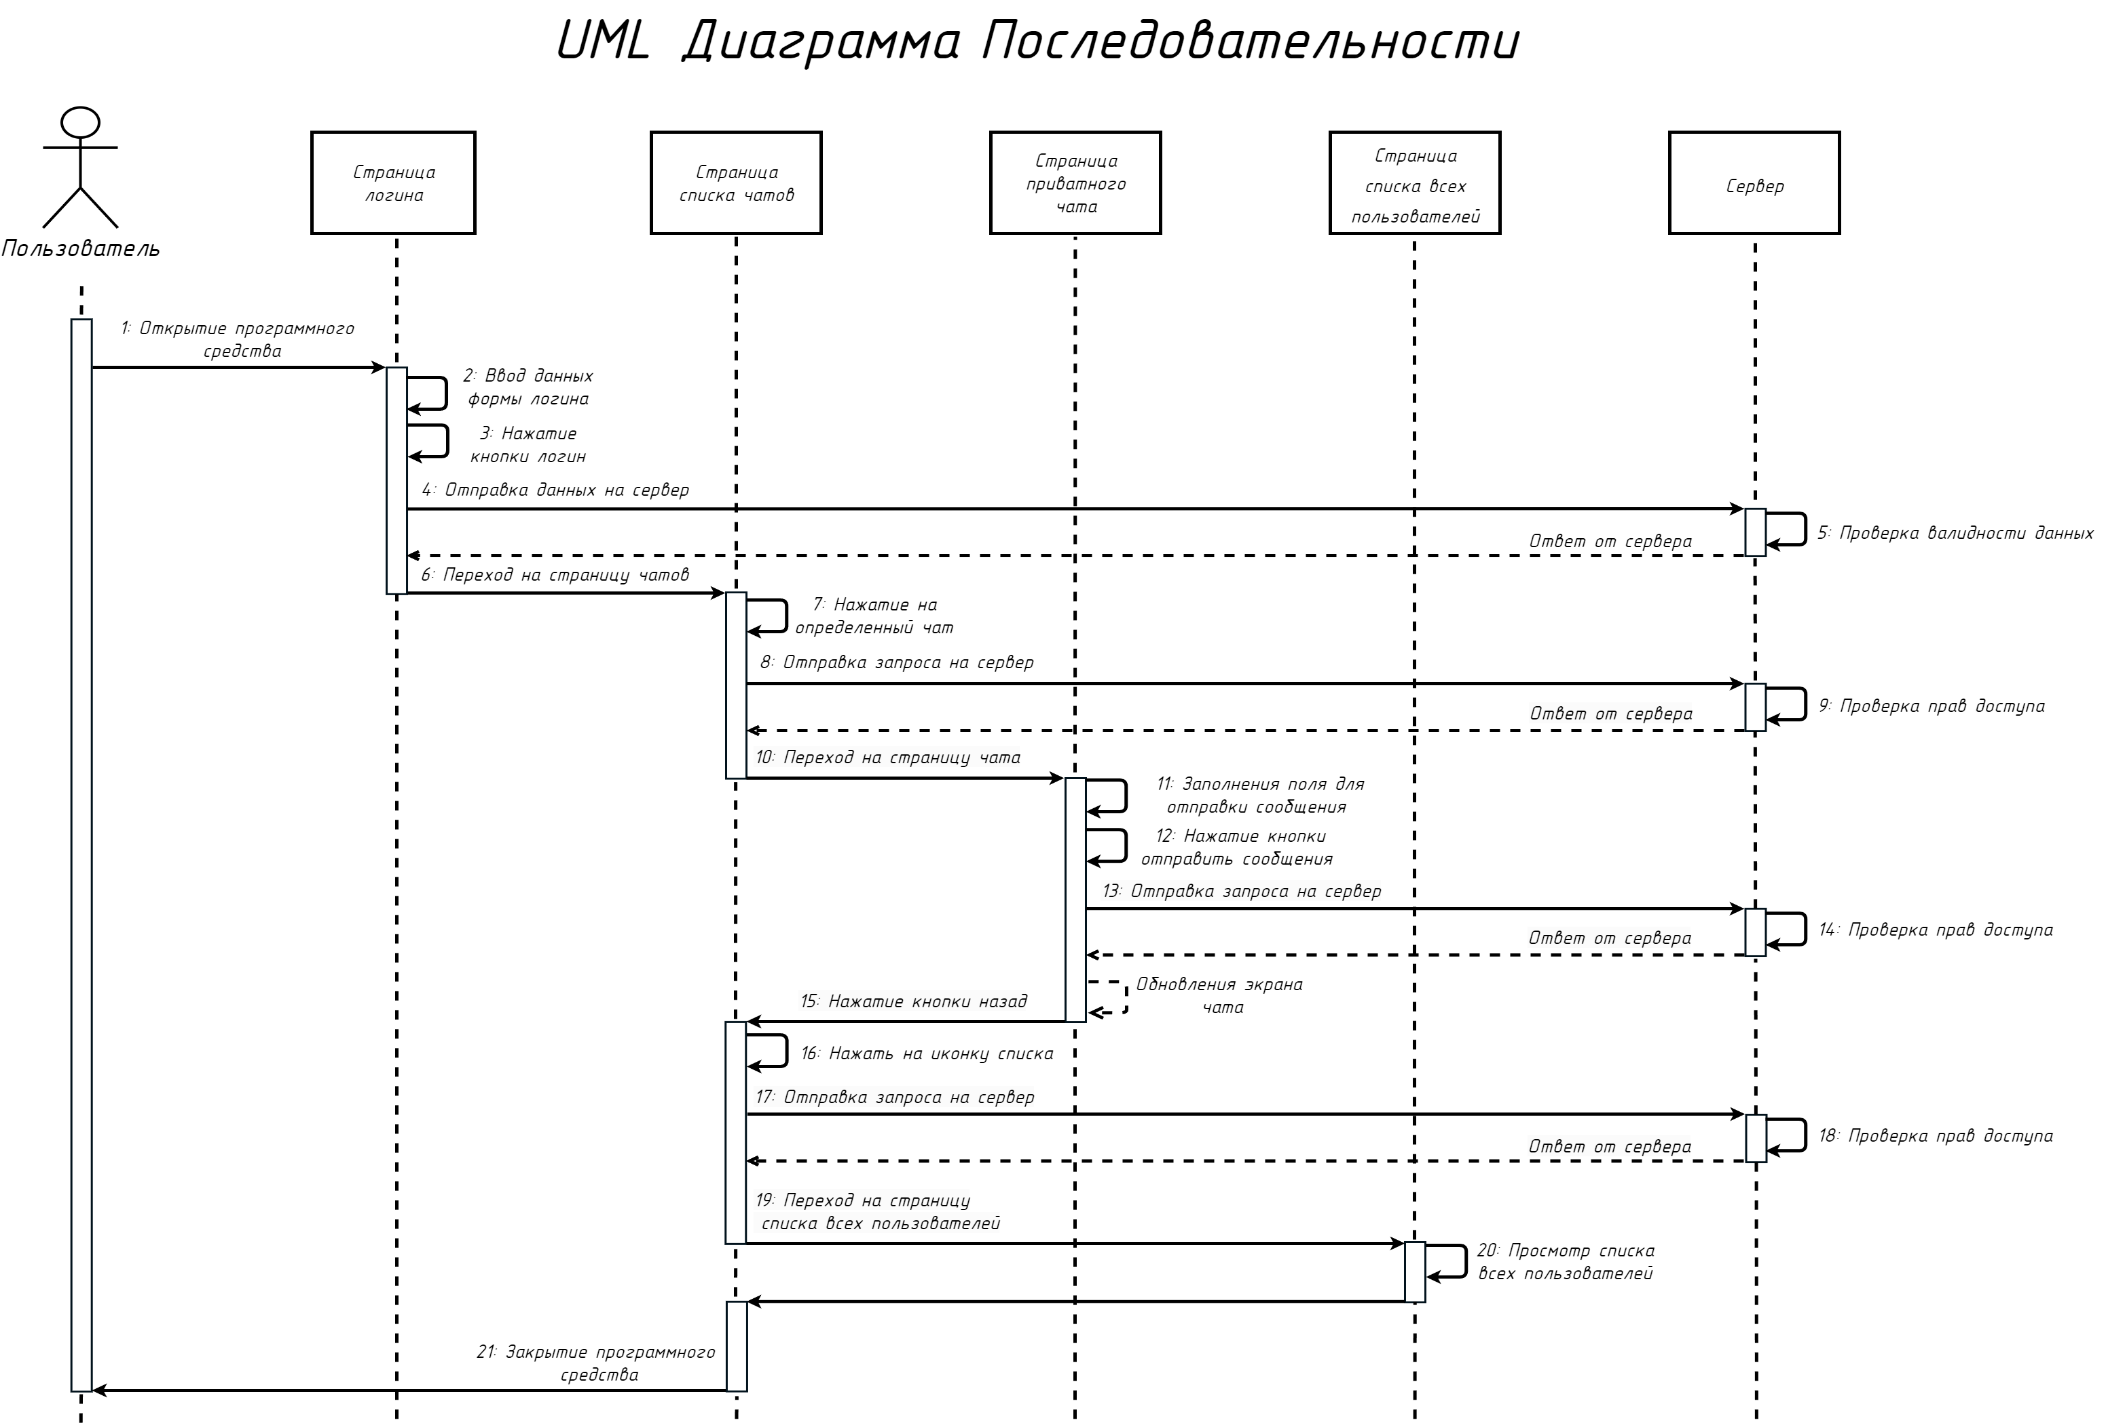 UML Диаграмма Последовательности
Пользователь
Страница
логина
Страница
списка чатов
Страница
приватного
чата
Страница
списка всех
пользователей
Сервер
1: Открытие программного
средства
2: Ввод данных
формы логина
3: Нажатие
кнопки логин
4: Отправка данных на сервер
5: Проверка валидности данных
Ответ от сервера
6: Переход на страницу чатов
7: Нажатие на
определенный чат
8: Отправка запроса на сервер
9: Проверка прав доступа
Ответ от сервера
10: Переход на страницу чата
11: Заполнения поля для
отправки сообщения
12: Нажатие кнопки
отправить сообщения
13: Отправка запроса на сервер
14: Проверка прав доступа
Ответ от сервера
Обновления экрана
чата
15: Нажатие кнопки назад
16: Нажать на иконку списка
17: Отправка запроса на сервер
18: Проверка прав доступа
Ответ от сервера
19: Переход на страницу
списка всех пользователей
20: Просмотр списка
всех пользователей
21: Закрытие программного
средства